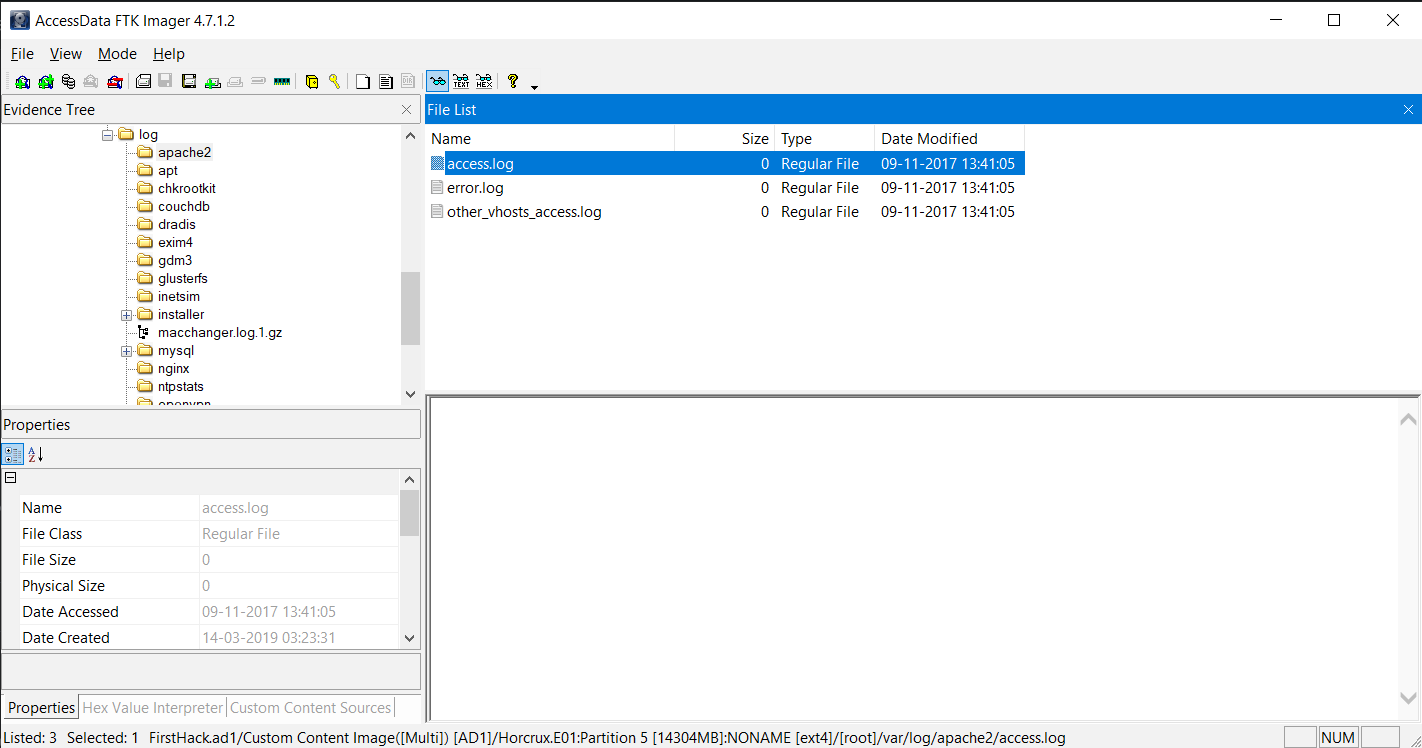 AccessData FTK Imager 4.7.1.2
File View Mode Help
TEXT HEX ?
Evidence Tree
log
apache2
apt
chkrootkit
couchdb
dradis
exim4
gdm3
glusterfs
inetsim
installer
macchanger.log.1.gz
mysql
nginx
ntpstats
openvpn
File List
Name Size Type Date Modified
access.log 0 Regular File 09-11-2017 13:41:05
error.log 0 Regular File 09-11-2017 13:41:05
other_vhosts_access.log 0 Regular File 09-11-2017 13:41:05
Properties
A Z
Name access.log
File Class Regular File
File Size 0
Physical Size 0
Date Accessed 09-11-2017 13:41:05
Date Created 14-03-2019 03:23:31
Properties Hex Value Interpreter Custom Content Sources
Listed: 3 Selected: 1 FirstHack.ad1/Custom Content Image([Multi]) [AD1]/Horcrux.E01:Partition 5 [14304MB]:NONAME [ext4]/[root]/var/log/apache2/access.log NUM